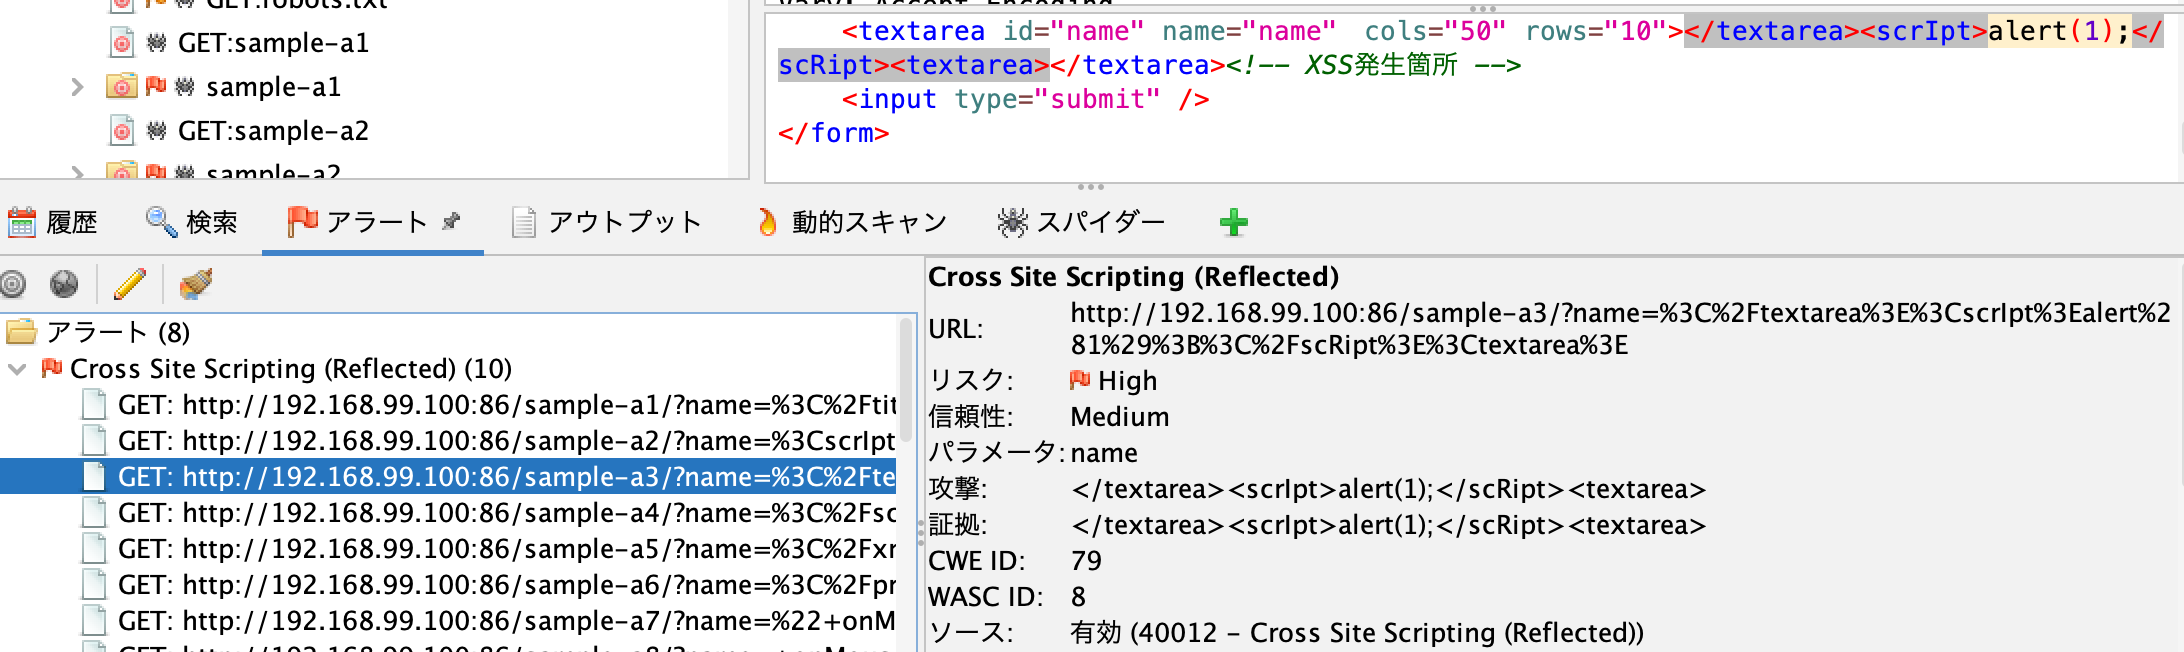 GET:robots.txt
GET:sample-a1
sample-a1
GET:sample-a2
sample-a2
Vary: Accept-Encoding
<textarea id="name" name="name"  cols="50" rows="10"></textarea><scrIpt>alert(1);</
scRipt><textarea></textarea><!-- XSS発生箇所 -->
<input type="submit" />
</form>
履歴 検索 アラート アウトプット 動的スキャン スパイダー
アラート (8)
Cross Site Scripting (Reflected) (10)
GET: http://192.168.99.100:86/sample-a1/?name=%3C%2Ftit
GET: http://192.168.99.100:86/sample-a2/?name=%3CscrIpt
GET: http://192.168.99.100:86/sample-a3/?name=%3C%2Fte
GET: http://192.168.99.100:86/sample-a4/?name=%3C%2Fsc
GET: http://192.168.99.100:86/sample-a5/?name=%3C%2Fxr
GET: http://192.168.99.100:86/sample-a6/?name=%3C%2Fpr
GET: http://192.168.99.100:86/sample-a7/?name=%22+onM
Cross Site Scripting (Reflected)
URL: http://192.168.99.100:86/sample-a3/?name=%3C%2Ftextarea%3E%3CscrIpt%3Ealert%2
81%29%3B%3C%2FscRipt%3E%3Ctextarea%3E
リスク: High
信頼性: Medium
パラメータ: name
攻撃: </textarea><scrIpt>alert(1);</scRipt><textarea>
証拠: </textarea><scrIpt>alert(1);</scRipt><textarea>
CWE ID: 79
WASC ID: 8
ソース: 有効 (40012 - Cross Site Scripting (Reflected))